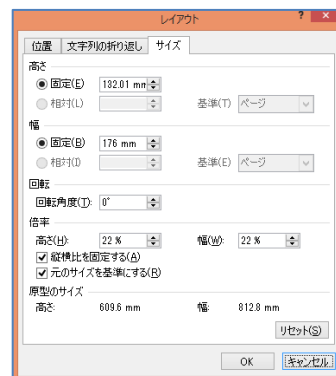 レイアウト ? ×
位置 文字列の折り返し サイズ
高さ
固定(E) 132.01 mm
相対(L) 基準(T) ページ
幅
固定(B) 176 mm
相対(I) 基準(E) ページ
回転
回転角度(T): 0°
倍率
高さ(H): 22 % 幅(W): 22 %
縦横比を固定する(A)
元のサイズを基準にする(R)
原型のサイズ
高さ: 609.6 mm 幅: 812.8 mm
リセット(S)
OK キャンセル